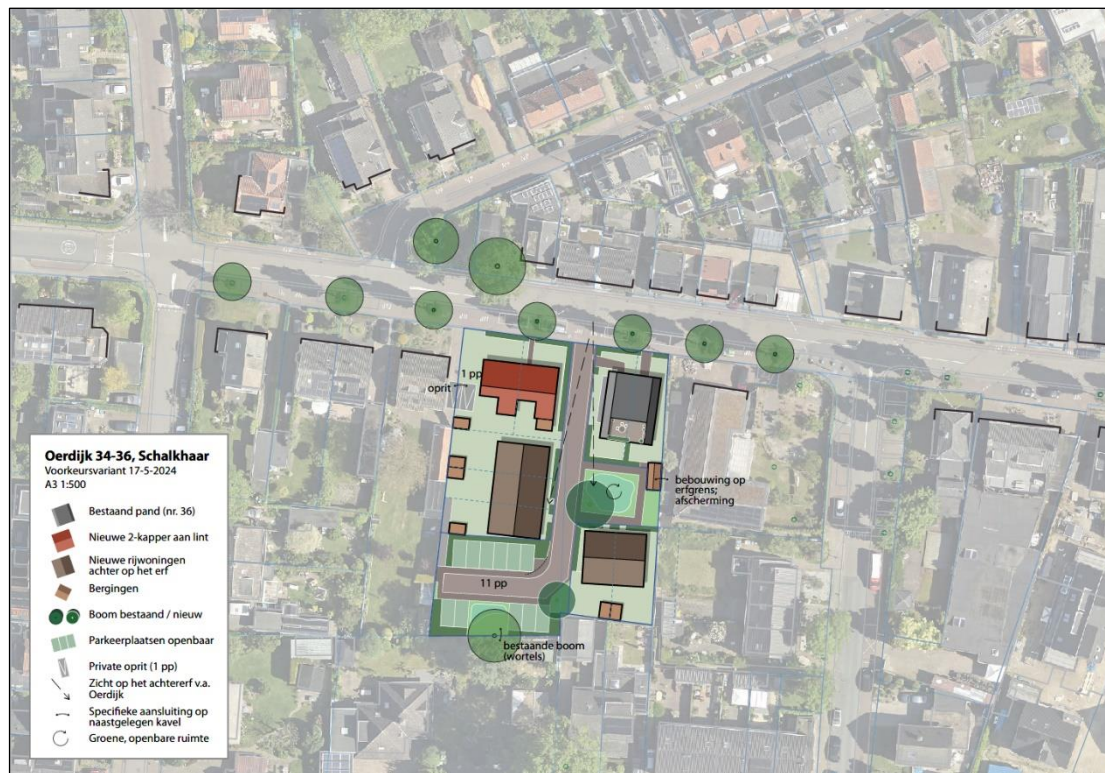 1 pp
oprit
bebouwing op
erfgrens;
afscherming
11 pp
bestaande boom
(wortels)
Oerdijk 34-36, Schalkhaar
Voorkeursvariant 17-5-2024
A3 1:500
Bestaand pand (nr. 36)
Nieuwe 2-kapper aan lint
Nieuwe rijwoningen
achter op het erf
Bergingen
Boom bestaand / nieuw
Parkeerplaatsen openbaar
Private oprit (1 pp)
Zicht op het achtererf v.a.
Oerdijk
Specifieke aansluiting op
naastgelegen kavel
Groene, openbare ruimte